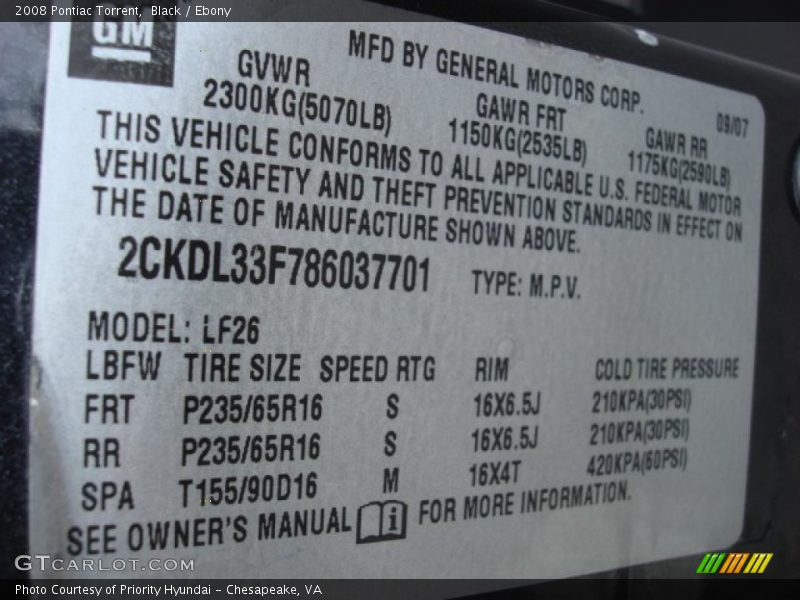 2008 Pontiac Torrent, Black / Ebony
GM
MFD BY GENERAL MOTORS CORP.
GVWR GAWR FRT GAWR RR 09/07
2300KG(5070LB) 1150KG(2535LB) 1175KG(2590LB)
THIS VEHICLE CONFORMS TO ALL APPLICABLE U.S. FEDERAL MOTOR
VEHICLE SAFETY AND THEFT PREVENTION STANDARDS IN EFFECT ON
THE DATE OF MANUFACTURE SHOWN ABOVE.
2CKDL33F786037701 TYPE: M.P.V.
MODEL: LF26
LBFW TIRE SIZE SPEED RTG RIM COLD TIRE PRESSURE
FRT P235/65R16 S 16X6.5J 210KPA(30PSI)
RR P235/65R16 S 16X6.5J 210KPA(30PSI)
SPA T155/90D16 M 16X4T 420KPA(60PSI)
SEE OWNER'S MANUAL i FOR MORE INFORMATION.
GTCARLOT.COM
Photo Courtesy of Priority Hyundai - Chesapeake, VA